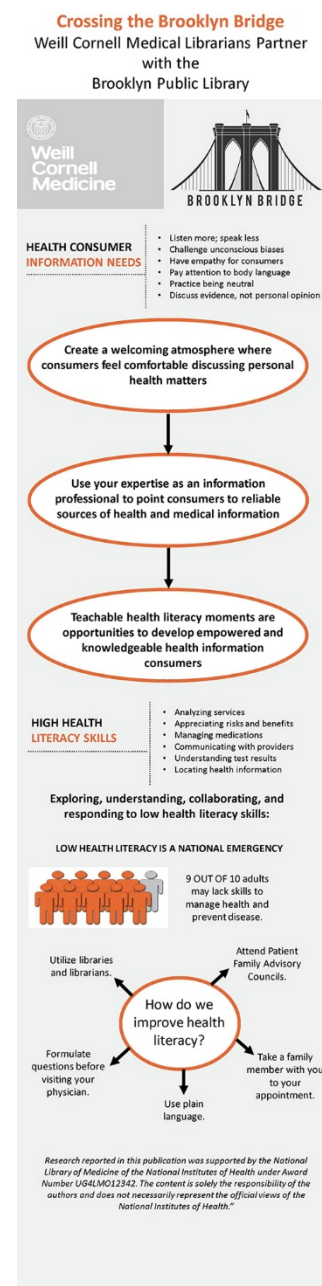 Crossing the Brooklyn Bridge
Weill Cornell Medical Librarians Partner
with the
Brooklyn Public Library
Weill
Cornell
Medicine
BROOKLYN BRIDGE
HEALTH CONSUMER
INFORMATION NEEDS
• Listen more; speak less
• Challenge unconscious biases
• Have empathy for consumers
• Pay attention to body language
• Practice being neutral
• Discuss evidence, not personal opinion
Create a welcoming atmosphere where
consumers feel comfortable discussing personal
health matters
Use your expertise as an information
professional to point consumers to reliable
sources of health and medical information
Teachable health literacy moments are
opportunities to develop empowered and
knowledgeable health information
consumers
HIGH HEALTH
LITERACY SKILLS
• Analyzing services
• Appreciating risks and benefits
• Managing medications
• Communicating with providers
• Understanding test results
• Locating health information
Exploring, understanding, collaborating, and
responding to low health literacy skills:
LOW HEALTH LITERACY IS A NATIONAL EMERGENCY
9 OUT OF 10 adults
may lack skills to
manage health and
prevent disease.
Utilize libraries
and librarians.
Attend Patient
Family Advisory
Councils.
How do we
improve health
literacy?
Formulate
questions before
visiting your
physician.
Take a family
member with you
to your
appointment.
Use plain
language.
Research reported in this publication was supported by the National
Library of Medicine of the National Institutes of Health under Award
Number UG4LMO12342. The content is solely the responsibility of the
authors and does not necessarily represent the official views of the
National Institutes of Health.”